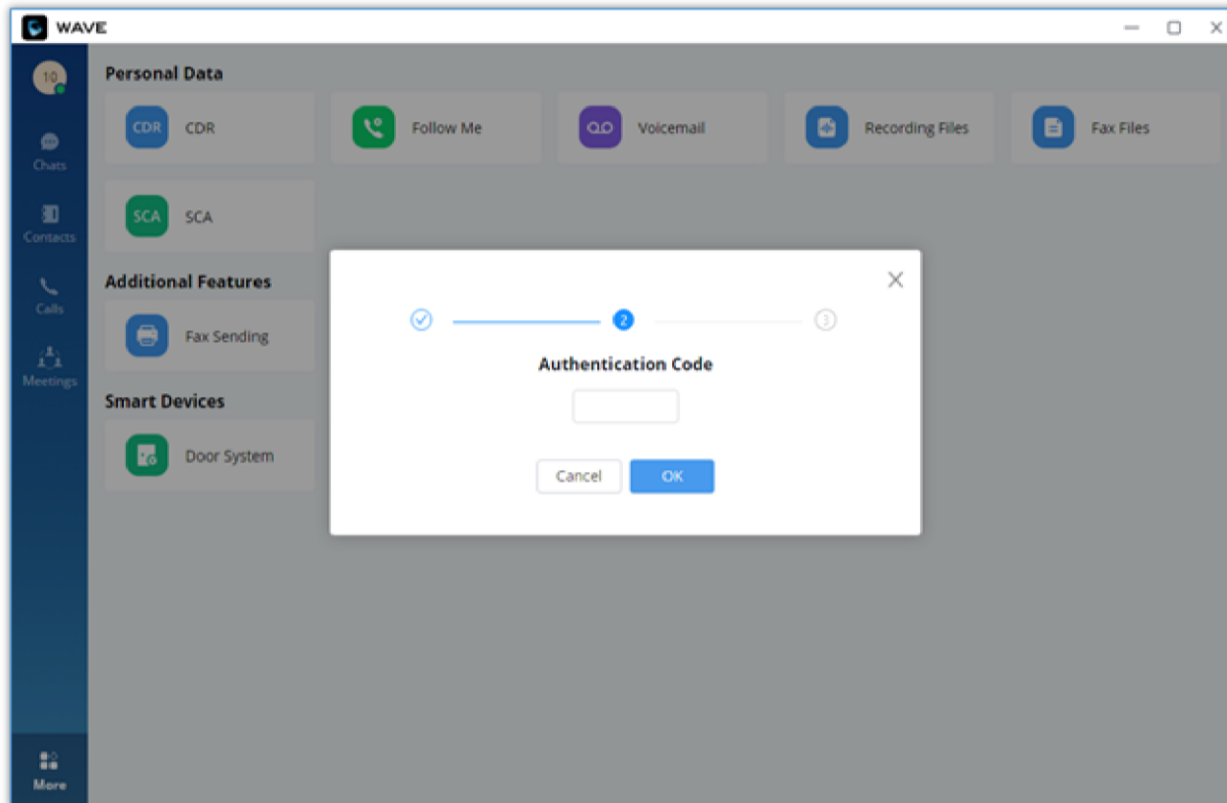 WAVE
10
Chats
Contacts
Calls
Meetings
More
Personal Data
CDR CDR
Follow Me
Voicemail
Recording Files
Fax Files
SCA SCA
Additional Features
Fax Sending
Smart Devices
Door System
2
3
Authentication Code
Cancel
OK